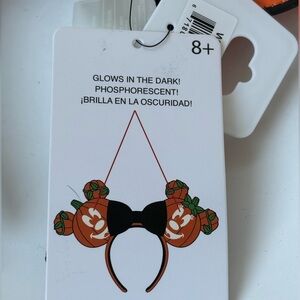 8+
GLOWS IN THE DARK!
PHOSPHORESCENT!
¡BRILLA EN LA OSCURIDAD!